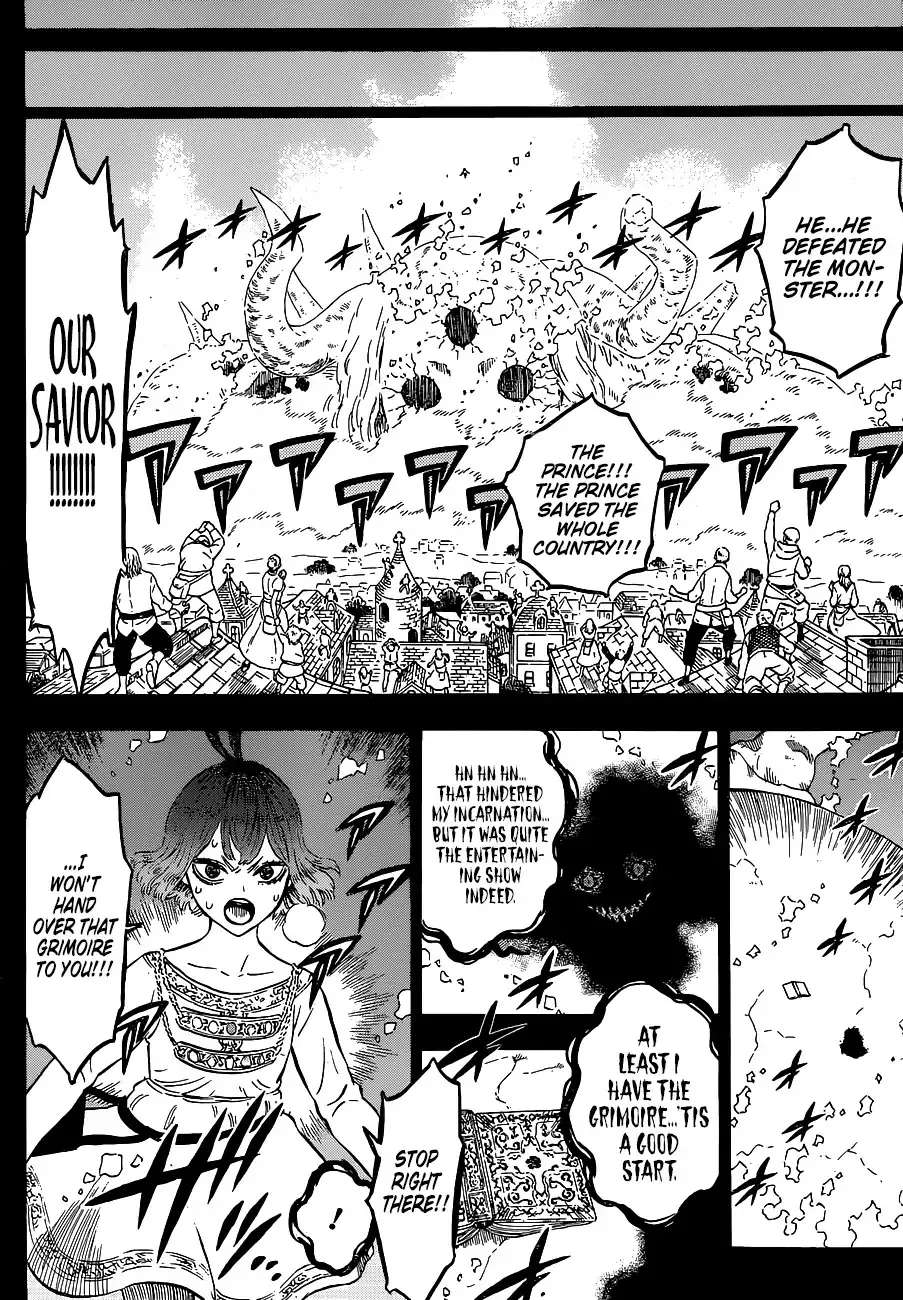 HE...HE
DEFEATED
THE MON-
STER...!!!
THE
PRINCE!!!
THE PRINCE
SAVED THE
WHOLE
COUNTRY!!!
OUR
SAVIOR
!!!!!!!!
HN HN HN...
THAT HINDERED
MY INCARNATION...
BUT IT WAS QUITE
THE ENTERTAIN-
ING SHOW
INDEED.
AT
LEAST I
HAVE THE
GRIMOIRE...'TIS
A GOOD
START.
STOP
RIGHT
THERE!!
!
...I
WON'T
HAND
OVER THAT
GRIMOIRE
TO YOU!!!